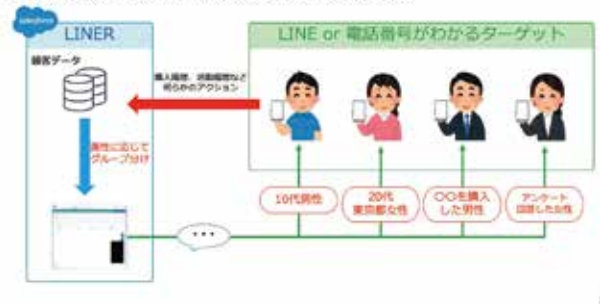 salesforce
LINER
LINE or 電話番号がわかるターゲット
顧客データ
購入履歴、活動履歴など
何らかのアクション
属性に応じて
グループ分け
10代男性
20代
東京都女性
〇〇を購入
した男性
アンケート
回答した女性